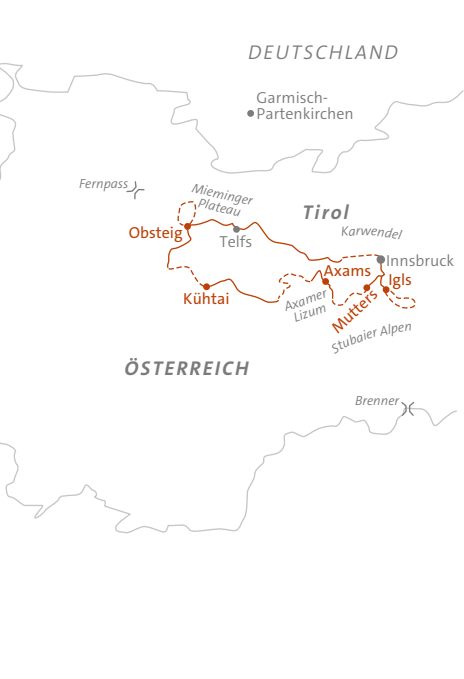 DEUTSCHLAND
Garmisch-
Partenkirchen
Fernpass
Mieminger
Plateau
Tirol
Karwendel
Obsteig
Telfs
Innsbruck
Axams
Igls
Kühtai
Axamer
Lizum
Mutters
Stubaier Alpen
ÖSTERREICH
Brenner